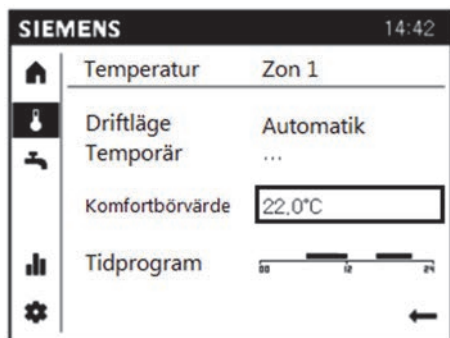 SIEMENS 14:42
Temperatur Zon 1
Driftläge Automatik
Temporär ...
Komfortbörvärde 22.0°C
Tidprogram
00 12 24